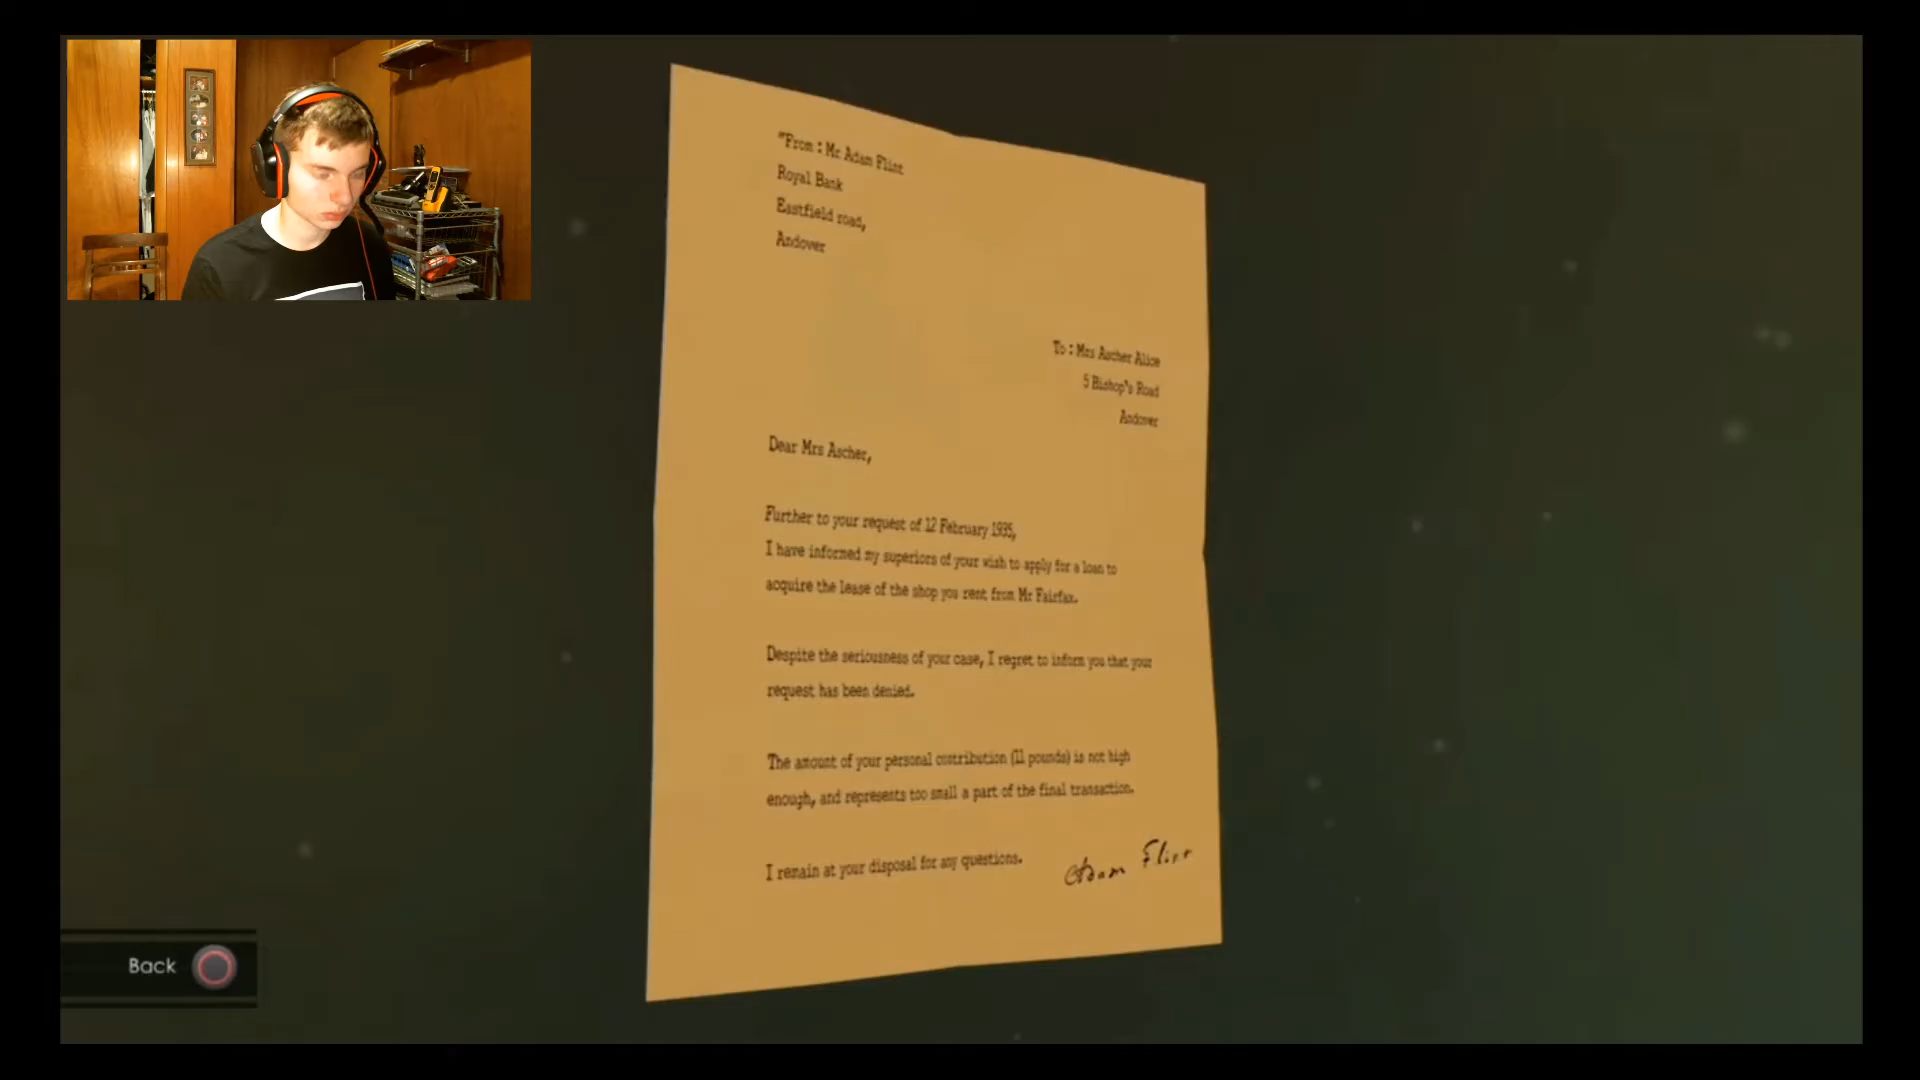 "From : Mr Adam Flint
Royal Bank
Eastfield road,
Andover
To : Mrs Ascher Alice
5 Bishop's Road
Andover
Dear Mrs Ascher,
Further to your request of 12 February 1935,
I have informed my superiors of your wish to apply for a loan to
acquire the lease of the shop you rent from Mr Fairfax.
Despite the seriousness of your case, I regret to inform you that your
request has been denied.
The amount of your personal contribution (11 pounds) is not high
enough, and represents too small a part of the final transaction.
I remain at your disposal for any questions.
Adam Flint
Back